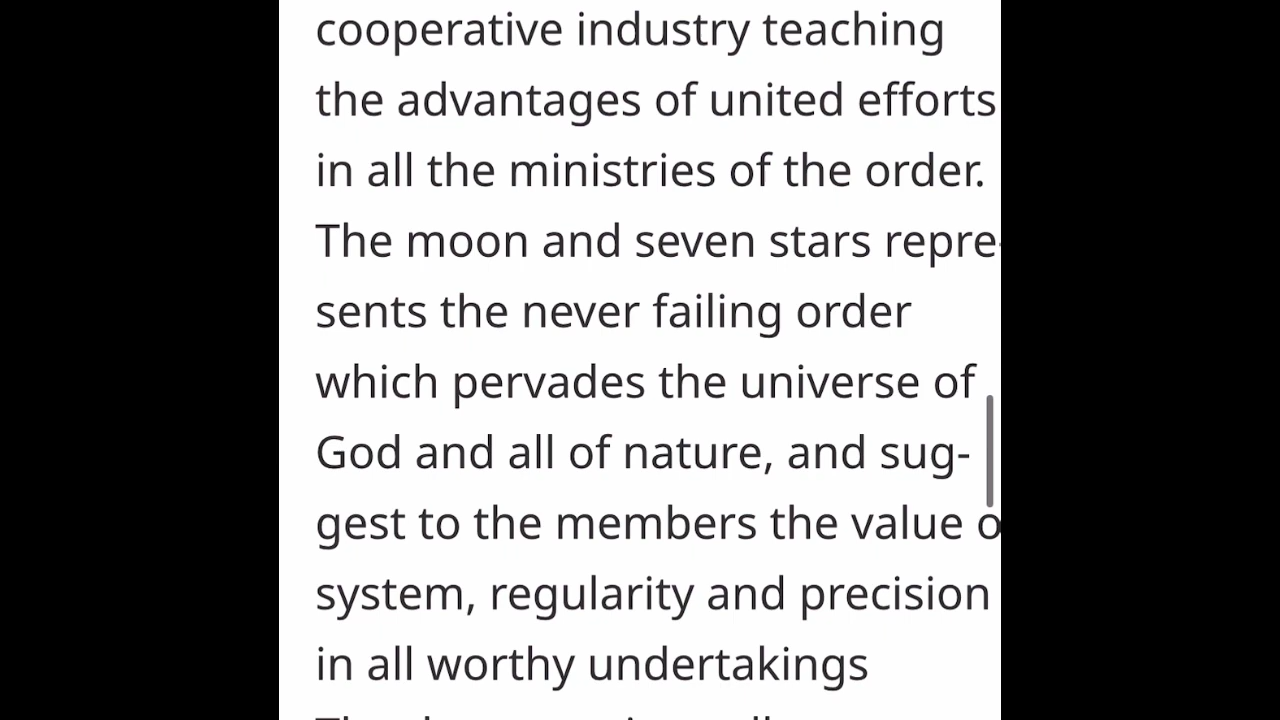 cooperative industry teaching
the advantages of united efforts
in all the ministries of the order.
The moon and seven stars repre-
sents the never failing order
which pervades the universe of
God and all of nature, and sug-
gest to the members the value o
system, regularity and precision
in all worthy undertakings